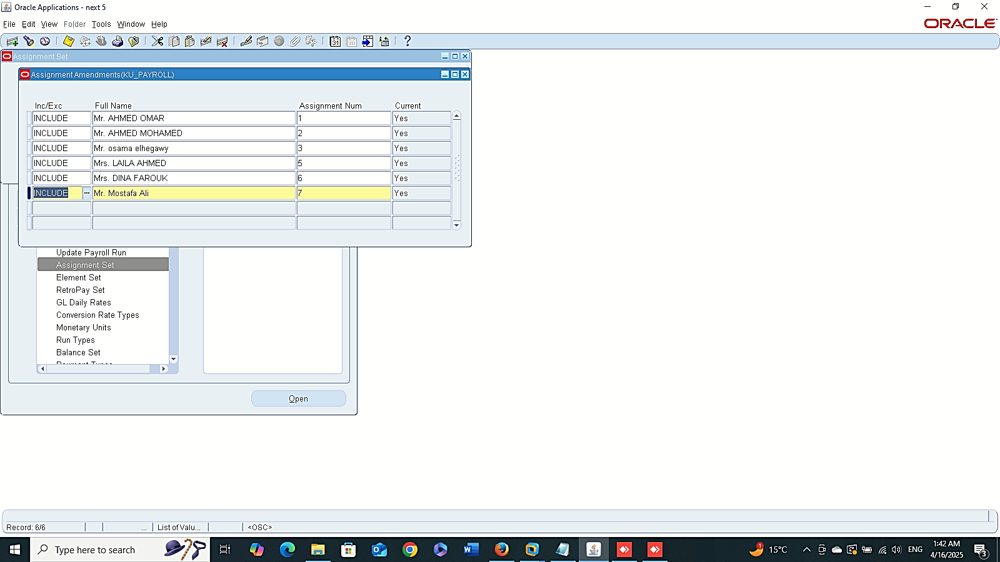 Oracle Applications - next 5
File Edit View Folder Tools Window Help
ORACLE
31
?
Assignment Set
Assignment Amendments(KU_PAYROLL)
Inc/Exc Full Name Assignment Num Current
INCLUDE Mr. AHMED OMAR 1 Yes
INCLUDE Mr. AHMED MOHAMED 2 Yes
INCLUDE Mr. osama elhegawy 3 Yes
INCLUDE Mrs. LAILA AHMED 5 Yes
INCLUDE Mrs. DINA FAROUK 6 Yes
INCLUDE ... Mr. Mostafa Ali 7 Yes
Update Payroll Run
Assignment Set
Element Set
RetroPay Set
GL Daily Rates
Conversion Rate Types
Monetary Units
Run Types
Balance Set
Open
Record: 6/6 ... List of Valu... <OSC>
Type here to search
1
15°C
ENG
1:42 AM
4/16/2025
3